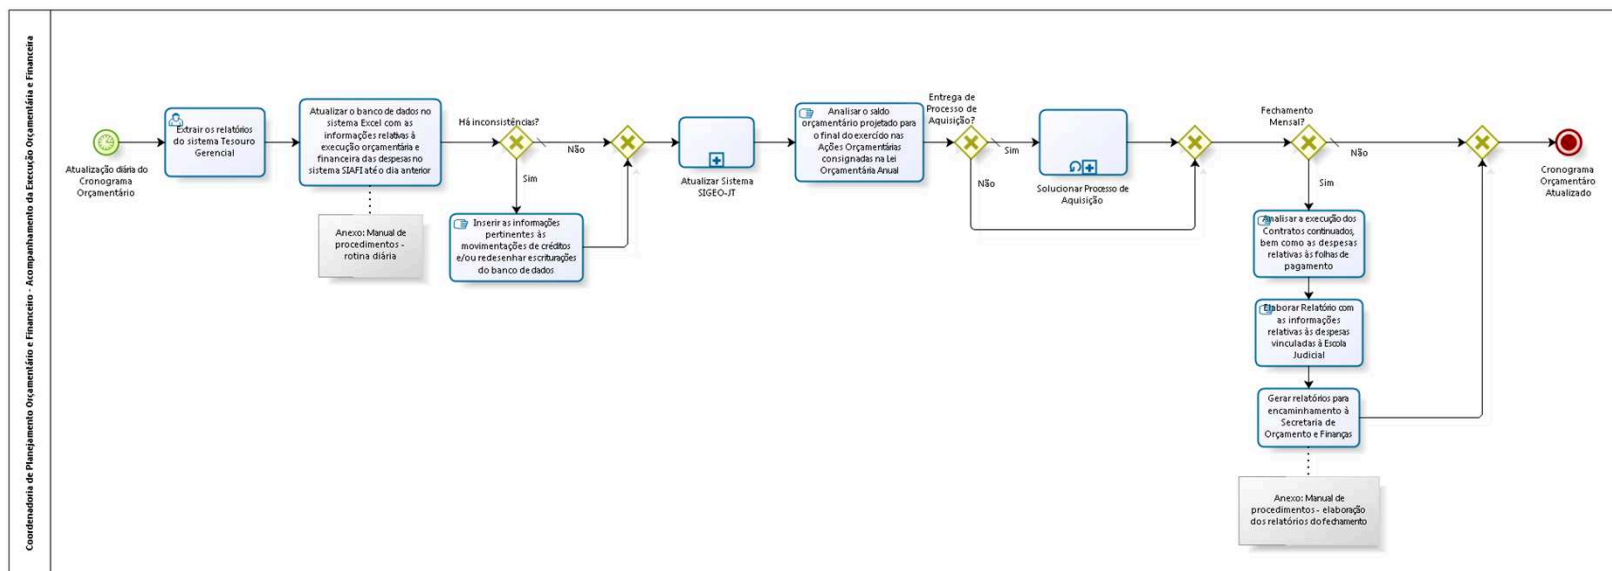 Coordenadoria de Planejamento Orçamentário e Financeiro - Acompanhamento da Execução Orçamentária e Financeira
Atualização diária do
Cronograma
Orçamentário
Extrair os relatórios
do sistema Tesouro
Gerencial
Atualizar o banco de dados no
sistema Excel com as
informações relativas à
execução orçamentária e
financeira das despesas no
sistema SIAFI até o dia anterior
Anexo: Manual de
procedimentos -
rotina diária
Há inconsistências?
Não
Sim
Inserir as informações
pertinentes às
movimentações de créditos
e/ou redesenhar escriturações
do banco de dados
Atualizar Sistema
SIGEO-JT
Analisar o saldo
orçamentário projetado para
o final do exercído nas
Ações Orçamentárias
consignadas na Lei
Orçamentária Anual
Entrega de
Processo de
Aquisição?
Sim
Não
Solucionar Processo de
Aquisição
Fechamento
Mensal?
Não
Sim
Analisar a execução dos
Contratos continuados,
bem como as despesas
relativas às folhas de
pagamento
Elaborar Relatório com
as informações
relativas às despesas
vinculadas à Escola
Judicial
Gerar relatórios para
encaminhamento à
Secretaria de
Orçamento e Finanças
Anexo: Manual de
procedimentos - elaboração
dos relatórios do fechamento
Cronograma
Orçamentáro
Atualizado